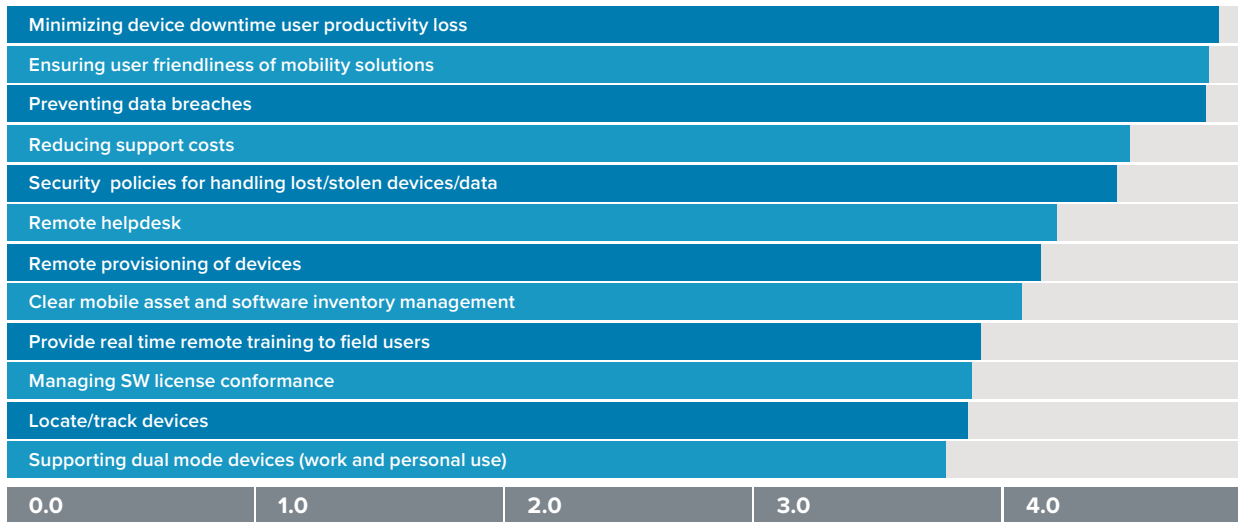 Minimizing device downtime user productivity loss
Ensuring user friendliness of mobility solutions
Preventing data breaches
Reducing support costs
Security  policies for handling lost/stolen devices/data
Remote helpdesk
Remote provisioning of devices
Clear mobile asset and software inventory management
Provide real time remote training to field users
Managing SW license conformance
Locate/track devices
Supporting dual mode devices (work and personal use)
0.0 1.0 2.0 3.0 4.0